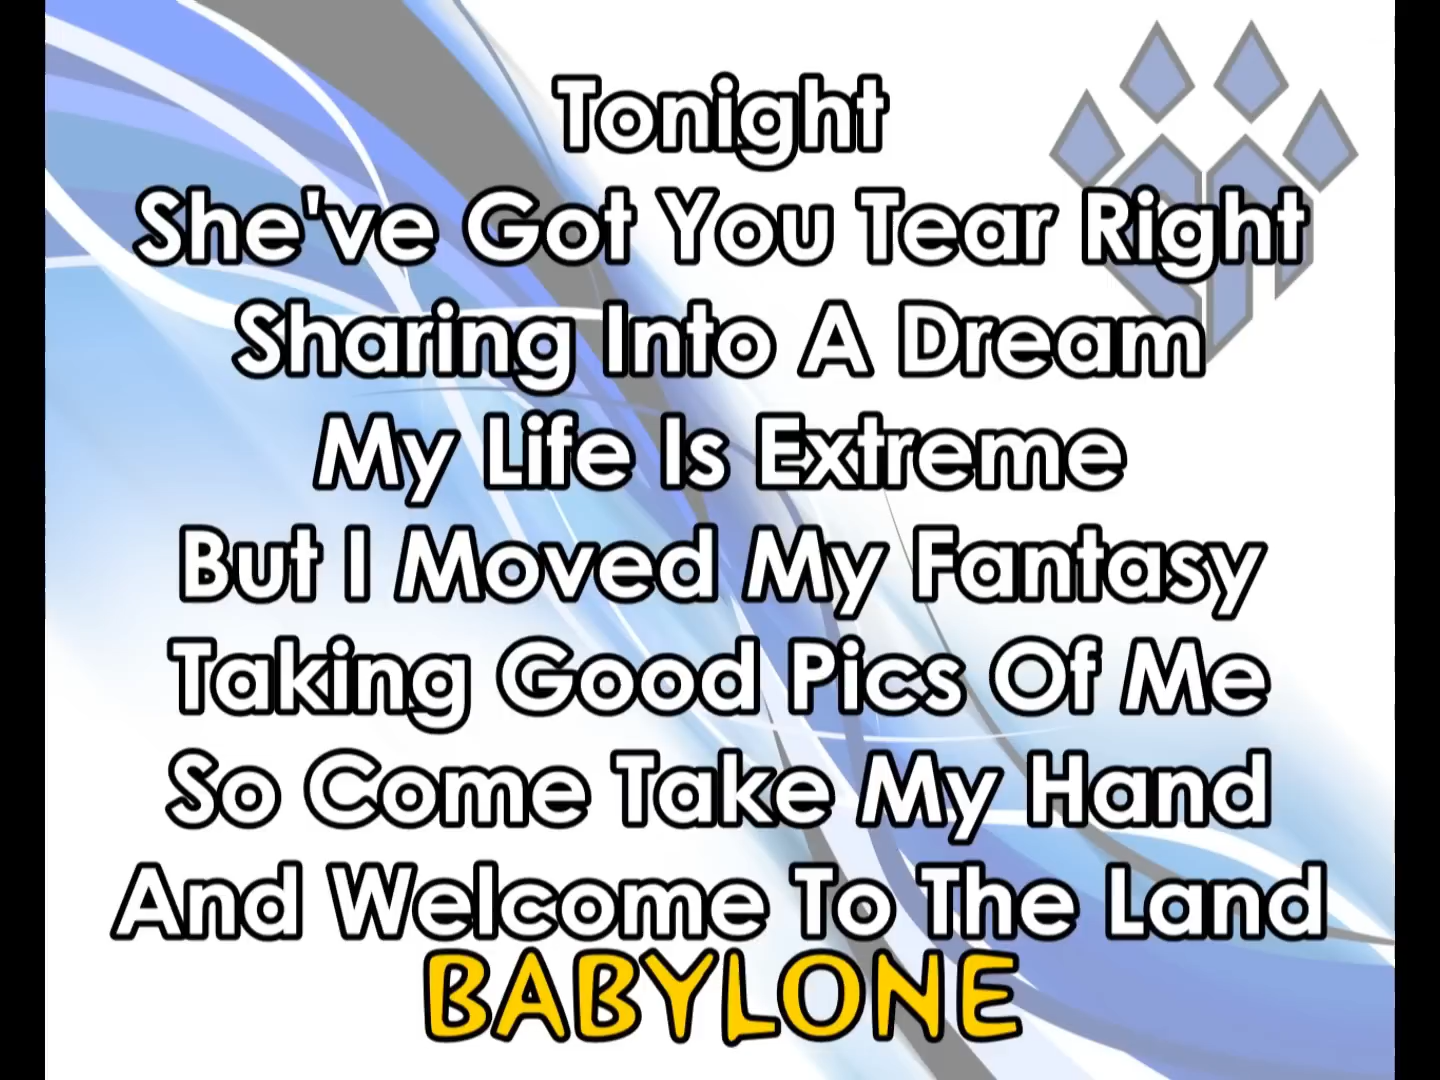 Tonight
She've Got You Tear Right
Sharing Into A Dream
My Life Is Extreme
But I Moved My Fantasy
Taking Good Pics Of Me
So Come Take My Hand
And Welcome To The Land
BABYLONE